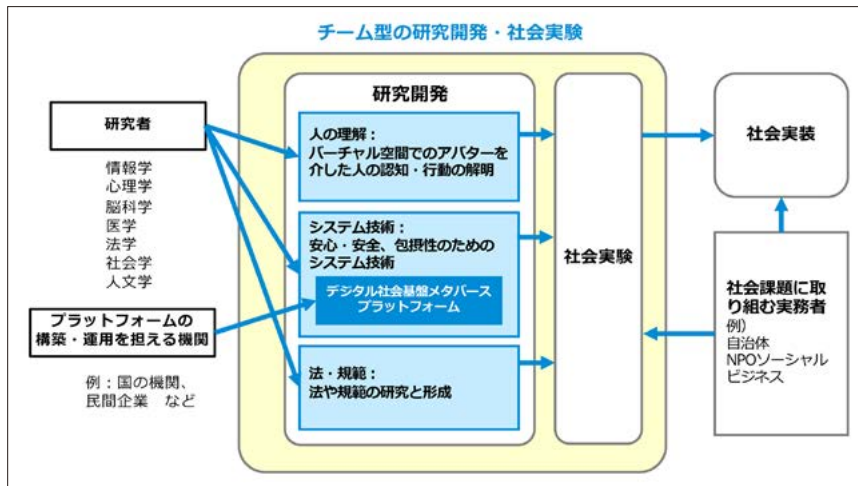 チーム型の研究開発・社会実験
研究者
情報学
心理学
脳科学
医学
法学
社会学
人文学
プラットフォームの
構築・運用を担える機関
例：国の機関、
民間企業　など
研究開発
人の理解：
バーチャル空間でのアバターを
介した人の認知・行動の解明
システム技術：
安心・安全、包摂性のための
システム技術
デジタル社会基盤メタバース
プラットフォーム
法・規範：
法や規範の研究と形成
社会実験
社会実装
社会課題に取
り組む実務者
例）
自治体
NPOソーシャル
ビジネス